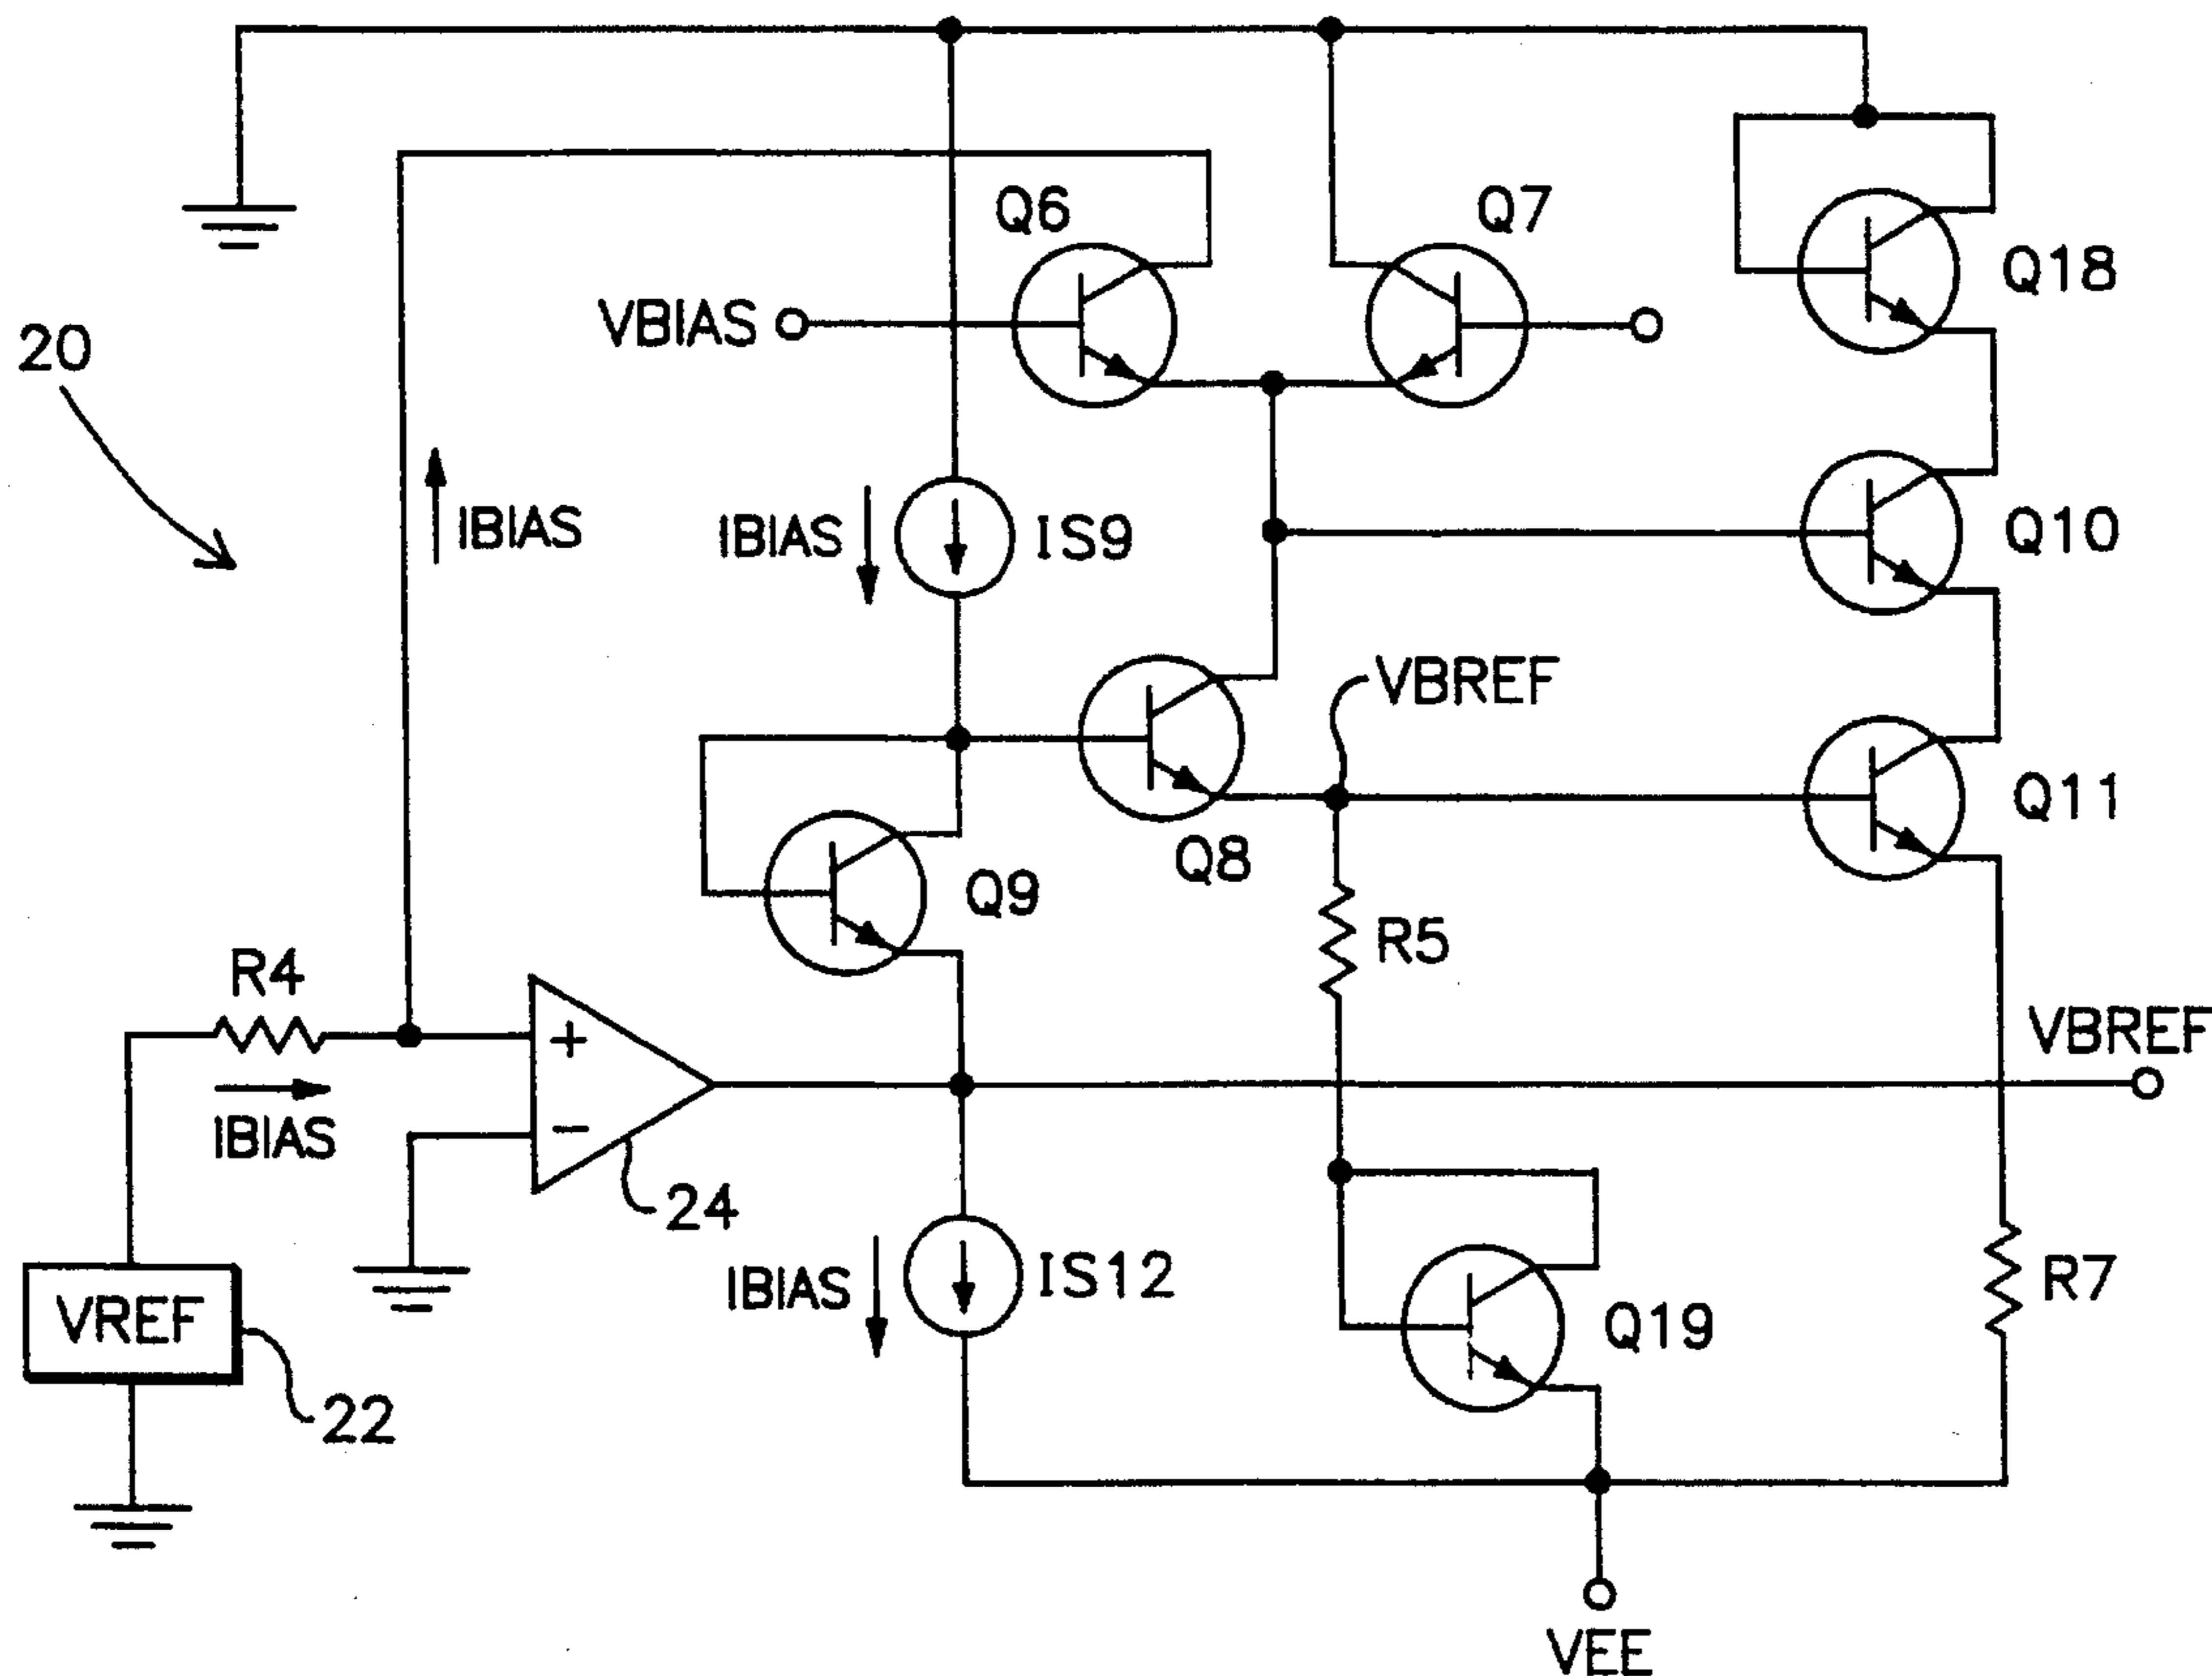 Q6
Q7
Q18
VBIAS
20
IBIAS
IBIAS
IS9
Q10
VBREF
Q11
Q8
Q9
R5
R4
+
VBREF
IBIAS
−
24
IBIAS
IS12
R7
VREF
Q19
22
VEE